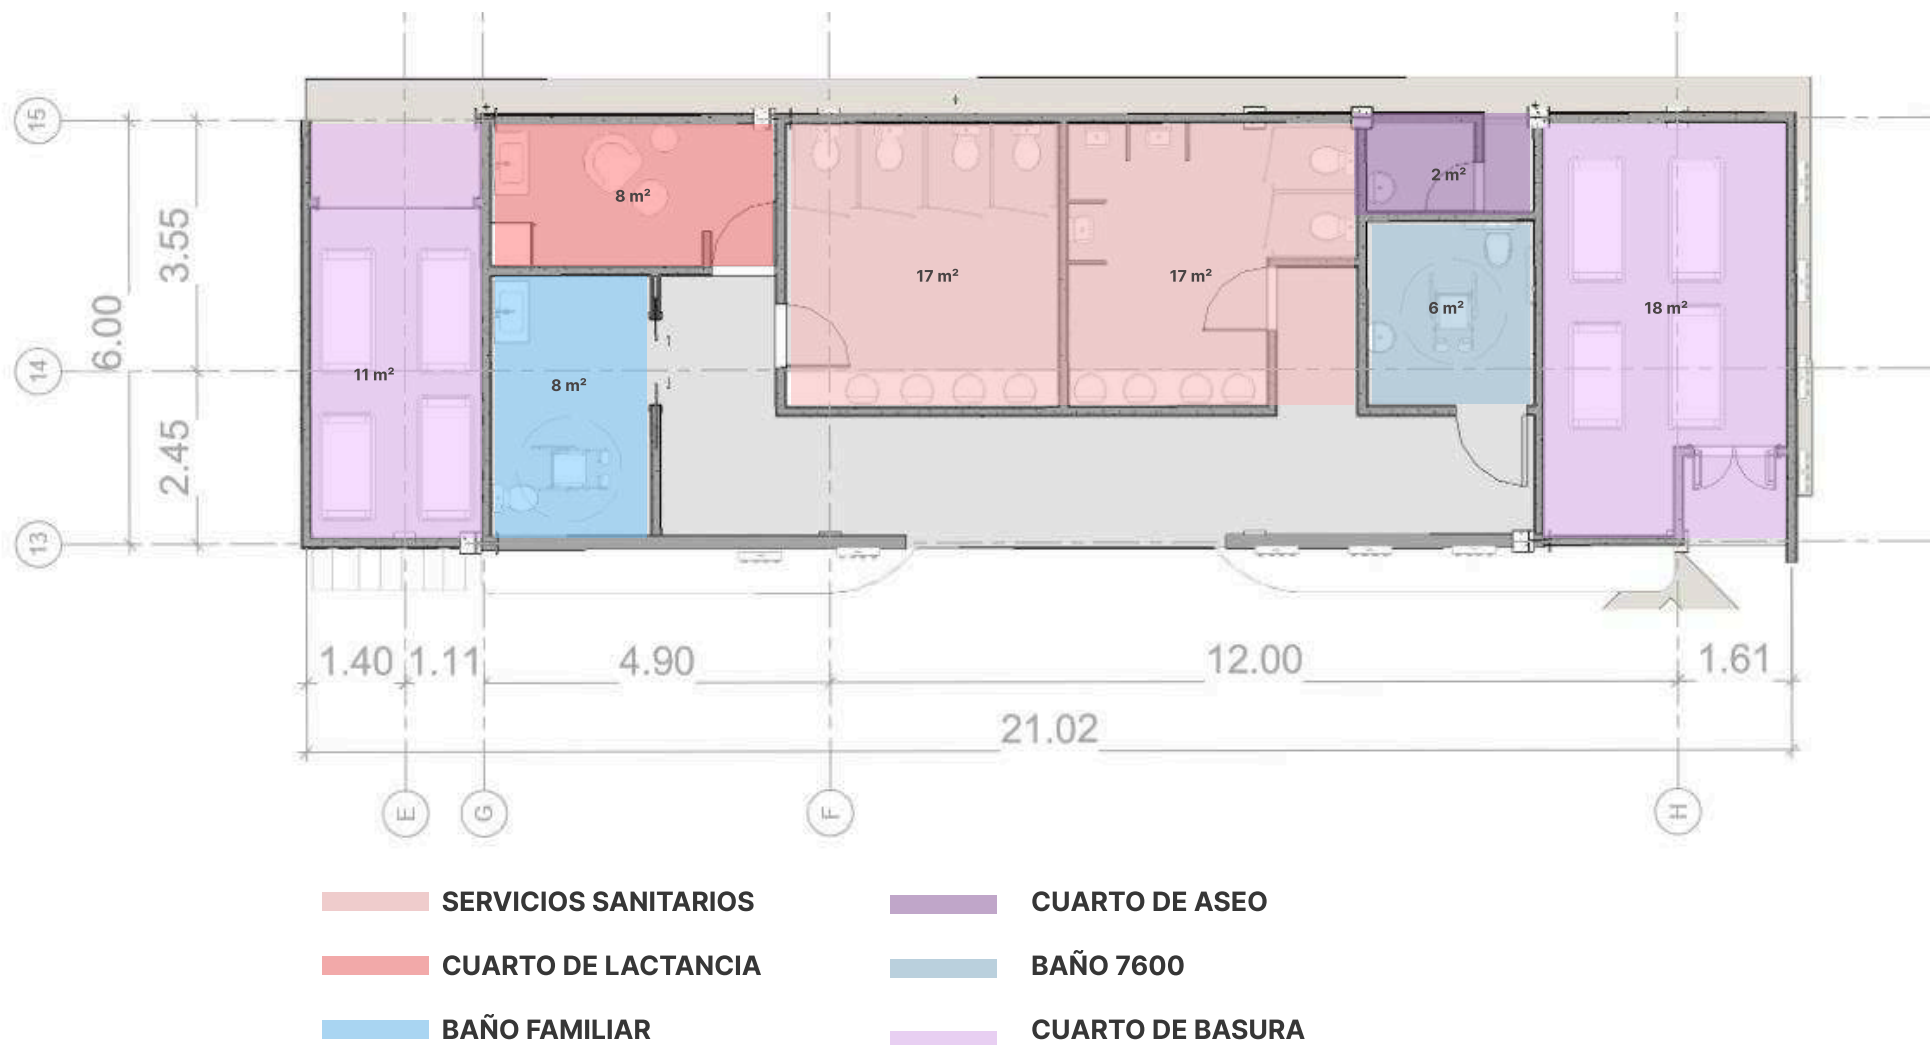 15
8 m²
2 m²
3.55
17 m²
17 m²
6 m²
18 m²
6.00
14
11 m²
8 m²
2.45
13
1.40
1.11
4.90
12.00
1.61
21.02
E
G
F
H
SERVICIOS SANITARIOS
CUARTO DE ASEO
CUARTO DE LACTANCIA
BAÑO 7600
BAÑO FAMILIAR
CUARTO DE BASURA